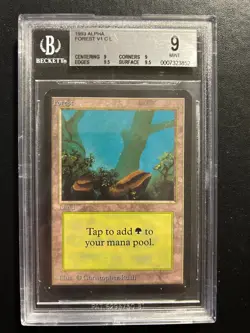 BECKETT
1993 ALPHA
FOREST V1 C L
CENTERING 9 CORNERS 9
EDGES 9.5 SURFACE 9.5
9
MINT
Forest
Tap to add to
your mana pool.
Illus.